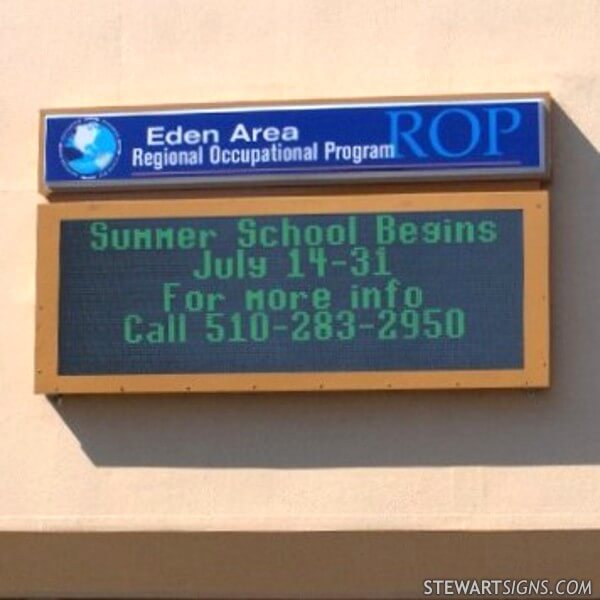 Eden Area
Regional Occupational Program ROP
Summer School Begins
July 14-31
For more info
Call 510-283-2950
STEWARTSIGNS.COM